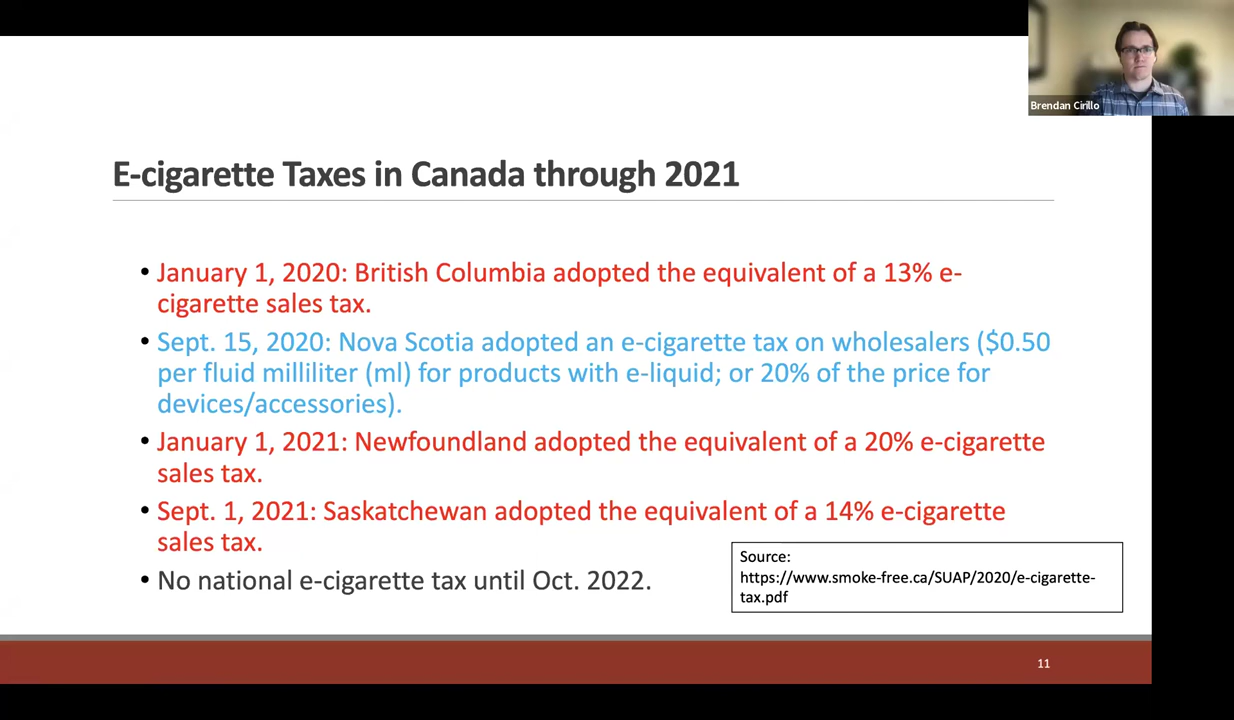 Brendan Cirillo
E-cigarette Taxes in Canada through 2021
• January 1, 2020: British Columbia adopted the equivalent of a 13% e-
cigarette sales tax.
• Sept. 15, 2020: Nova Scotia adopted an e-cigarette tax on wholesalers ($0.50
per fluid milliliter (ml) for products with e-liquid; or 20% of the price for
devices/accessories).
• January 1, 2021: Newfoundland adopted the equivalent of a 20% e-cigarette
sales tax.
• Sept. 1, 2021: Saskatchewan adopted the equivalent of a 14% e-cigarette
sales tax.
• No national e-cigarette tax until Oct. 2022.
Source:
https://www.smoke-free.ca/SUAP/2020/e-cigarette-
tax.pdf
11